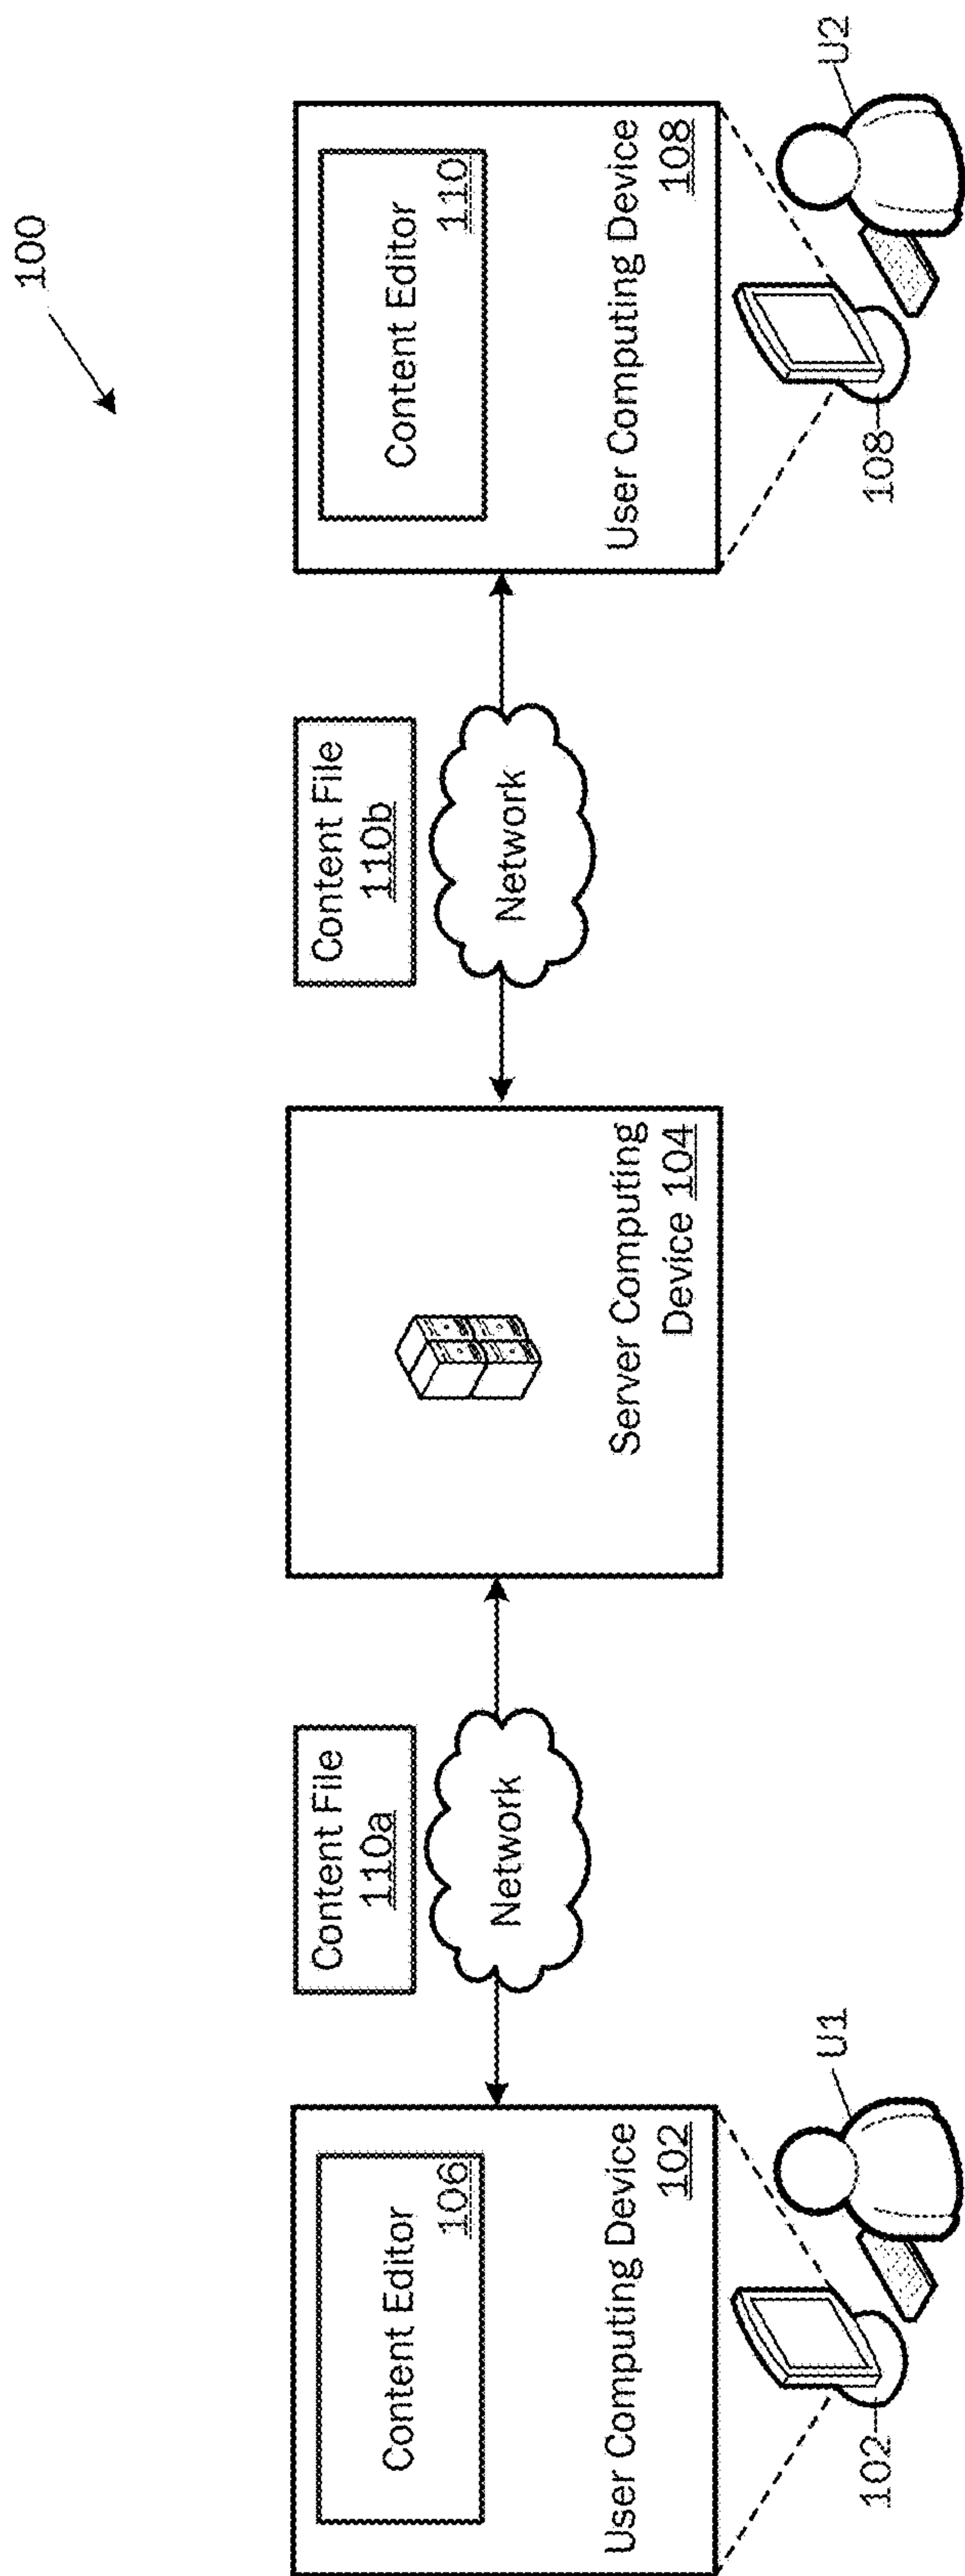 100
Content Editor
106
User Computing Device
102
102
U1
Content File
110a
Network
Server Computing
Device 104
Content File
110b
Network
Content Editor
110
User Computing Device
108
108
U2